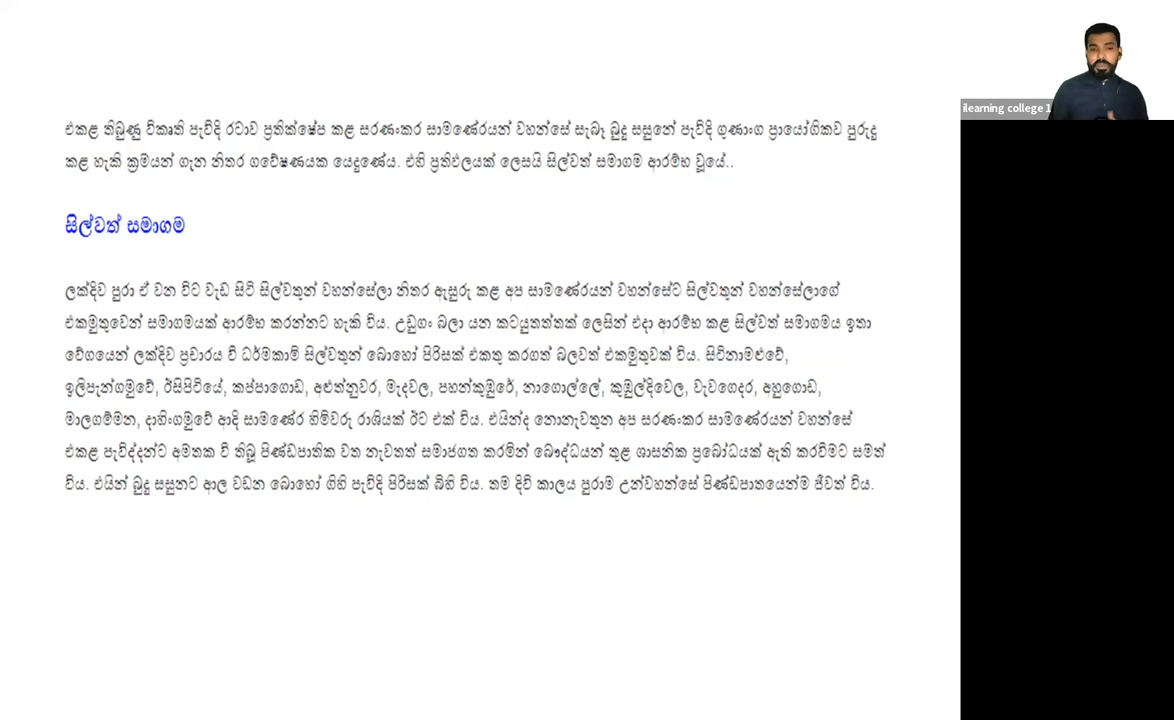 එකළ තිබුණු විකෘති පැවිදි රටාව ප්‍රතික්ෂේප කළ සරණංකර සාමණේරයන් වහන්සේ සැබෑ බුදු සසුනේ පැවිදි ගුණාංග ප්‍රායෝගිකව පුරුදු
කළ හැකි ක්‍රමයන් ගැන නිතර ගවේෂණයක යෙදුණේය. එහි ප්‍රතිඵලයක් ලෙසයි සිල්වත් සමාගම ආරම්භ වූයේ..
සිල්වත් සමාගම
ලක්දිව පුරා ඒ වන විට වැඩ සිටි සිල්වතුන් වහන්සේලා නිතර ඇසුරු කළ අප සාමණේරයන් වහන්සේට සිල්වතුන් වහන්සේලාගේ
එකමුතුවෙන් සමාගමයක් ආරම්භ කරන්නට හැකි විය. උඩුගං බලා යන කටයුතත්තක් ලෙසින් එදා ආරම්භ කළ සිල්වත් සමාගමය ඉතා
වේගයෙන් ලක්දිව ප්‍රචාරය වී ධර්මකාමී සිල්වතුන් බොහෝ පිරිසක් එකතු කරගත් බලවත් එකමුතුවක් විය. සිටිනාමළුවේ,
ඉලිපැන්ගමුවේ, ඊසිපිටියේ, කප්පාගොඩ, අළුත්නුවර, මැදවල, පහන්කුඹුරේ, නාගොල්ලේ, කුඹුල්දිවෙල, වැවගෙදර, අහුගොඩ,
මාලගම්මන, දාහිංගමුවේ ආදි සාමණේර හිමිවරු රාශියක් ඊට එක් විය. එයින්ද නොනැවතුන අප සරණංකර සාමණේරයන් වහන්සේ
එකළ පැවිද්දන්ට අමතක වී තිබූ පිණ්ඩපාතික වත නැවතත් සමාජගත කරමින් බෞද්ධයන් තුළ ශාසනික ප්‍රබෝධයක් ඇති කරවීමට සමත්
විය. එයින් බුදු සසුනට ආල වඩන බොහෝ ගිහි පැවිදි පිරිසක් බිහි විය. තම දිවි කාලය පුරාම උන්වහන්සේ පිණ්ඩපාතයෙන්ම ජීවත් විය.
ilearning college 1